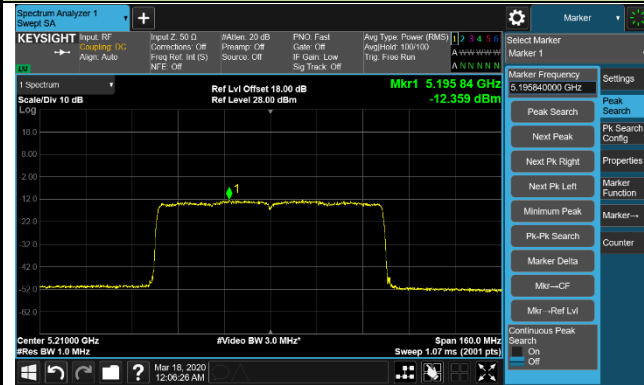 Spectrum Analyzer 1
Swept SA
+
Marker
KEYSIGHT Input: RF
Coupling: DC
Align: Auto
Input Z: 50 Ω
Corrections: Off
Freq Ref: Int (S)
NFE: Off
#Atten: 20 dB
Preamp: Off
Source: Off
PNO: Fast
Gate: Off
IF Gain: Low
Sig Track: Off
Avg Type: Power (RMS)
Avg|Hold: 100/100
Trig: Free Run
1 2 3 4 5 6
A W W W W W
A N N N N N
Select Marker
Marker 1
1 Spectrum
Scale/Div 10 dB
Log
Ref Lvl Offset 18.00 dB
Ref Level 28.00 dBm
Mkr1 5.195 84 GHz
-12.359 dBm
18.0
8.00
-2.00
-12.0
-22.0
-32.0
-42.0
-52.0
-62.0
1
Center 5.21000 GHz
#Res BW 1.0 MHz
#Video BW 3.0 MHz*
Span 160.0 MHz
Sweep 1.07 ms (2001 pts)
Marker Frequency
5.195840000 GHz
Peak Search
Next Peak
Next Pk Right
Next Pk Left
Minimum Peak
Pk-Pk Search
Marker Delta
Mkr→CF
Mkr→Ref Lvl
Continuous Peak
Search
On
Off
Settings
Peak
Search
Pk Search
Config
Properties
Marker
Function
Marker→
Counter
?
Mar 18, 2020
12:06:26 AM